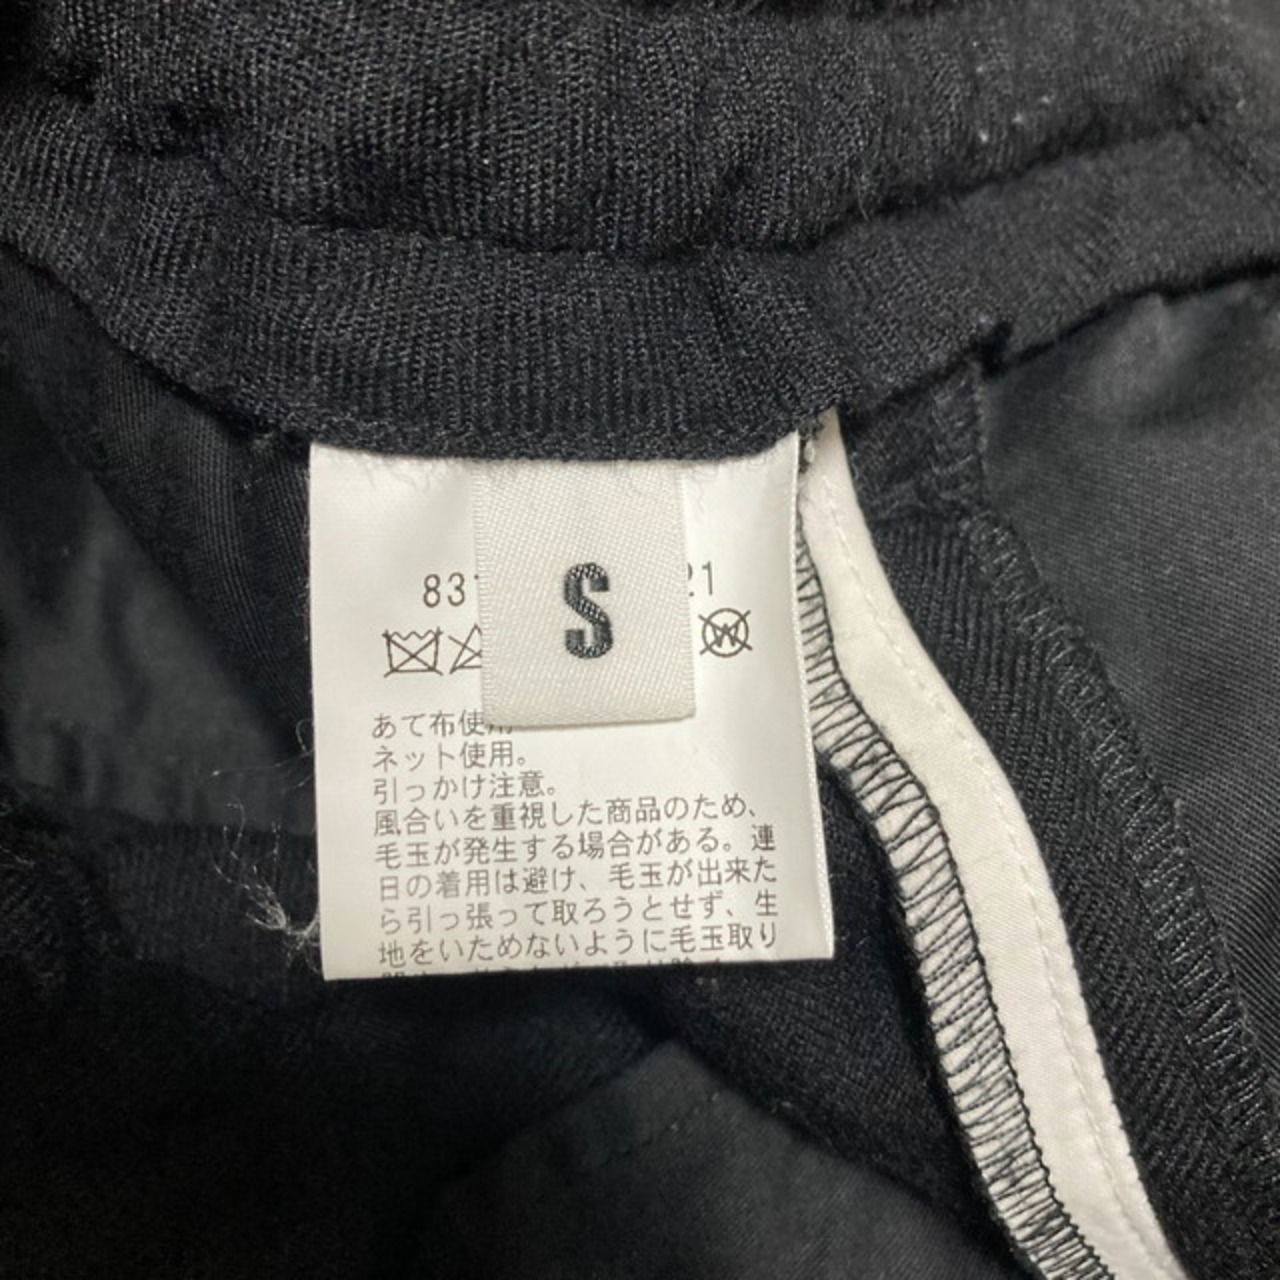 S
あて布使用
ネット使用。
引っかけ注意。
風合いを重視した商品のため、
毛玉が発生する場合がある。連
日の着用は避け、毛玉が出来た
ら引っ張って取ろうとせず、生
地をいためないように毛玉取り